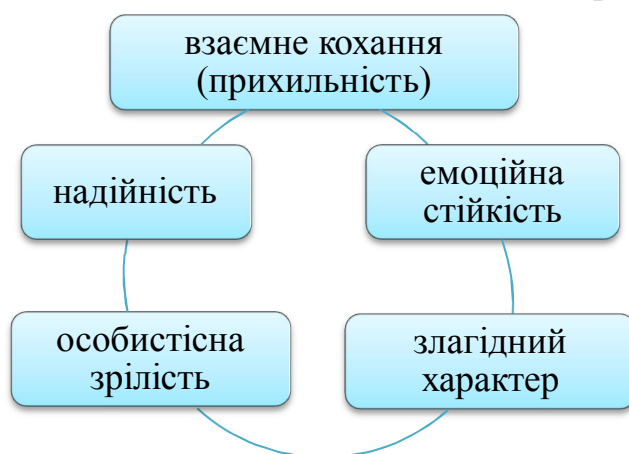 взаємне кохання
(прихильність)
надійність
емоційна
стійкість
особистісна
зрілість
злагідний
характер